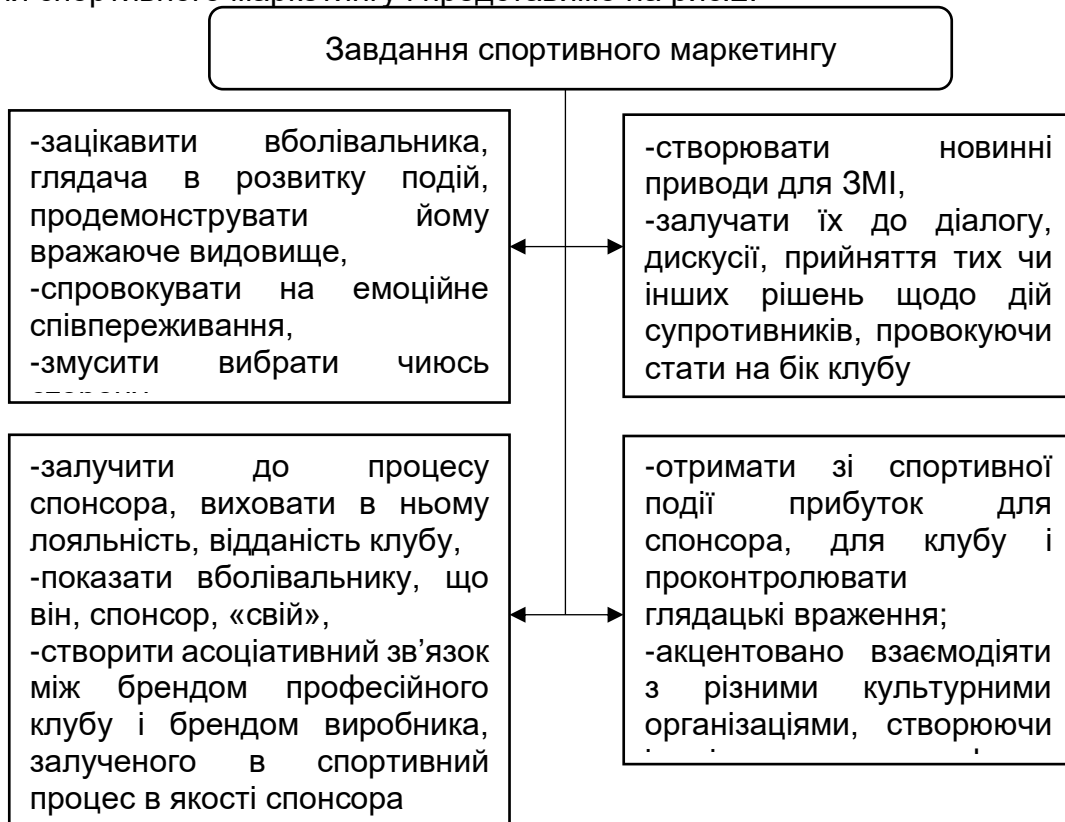 Завдання спортивного маркетингу
-зацікавити вболівальника,
глядача в розвитку подій,
продемонструвати йому
вражаюче видовище,
-спровокувати на емоційне
співпереживання,
-змусити вибрати чиюсь
-створювати новинні
приводи для ЗМІ,
-залучати їх до діалогу,
дискусії, прийняття тих чи
інших рішень щодо дій
супротивників, провокуючи
стати на бік клубу
-залучити до процесу
спонсора, виховати в ньому
лояльність, відданість клубу,
-показати вболівальнику, що
він, спонсор, «свій»,
-створити асоціативний зв’язок
між брендом професійного
клубу і брендом виробника,
залученого в спортивний
процес в якості спонсора
-отримати зі спортивної
події прибуток для
спонсора, для клубу і
проконтролювати
глядацькі враження;
-акцентовано взаємодіяти
з різними культурними
організаціями, створюючи